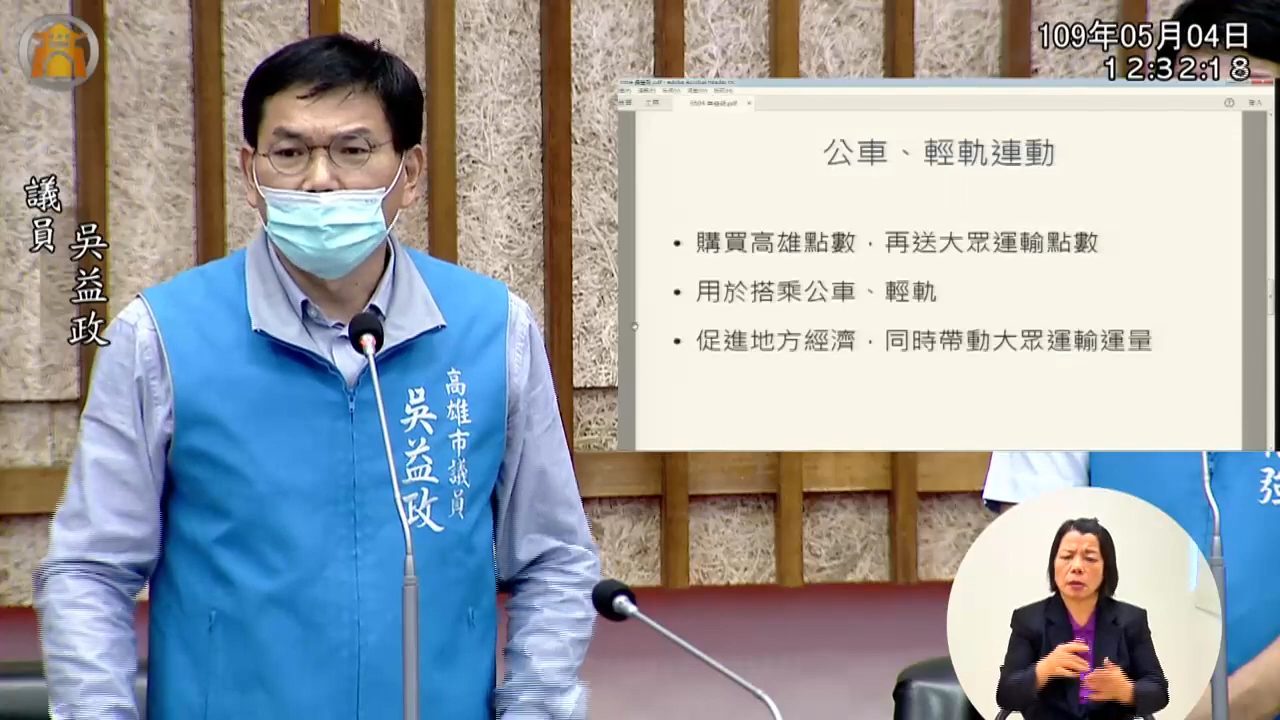 109年05月04日
12:32:18
議員
吳益政
公車、輕軌連動
• 購買高雄點數，再送大眾運輸點數
• 用於搭乘公車、輕軌
• 促進地方經濟，同時帶動大眾運輸運量
高雄市議員
吳益政
強